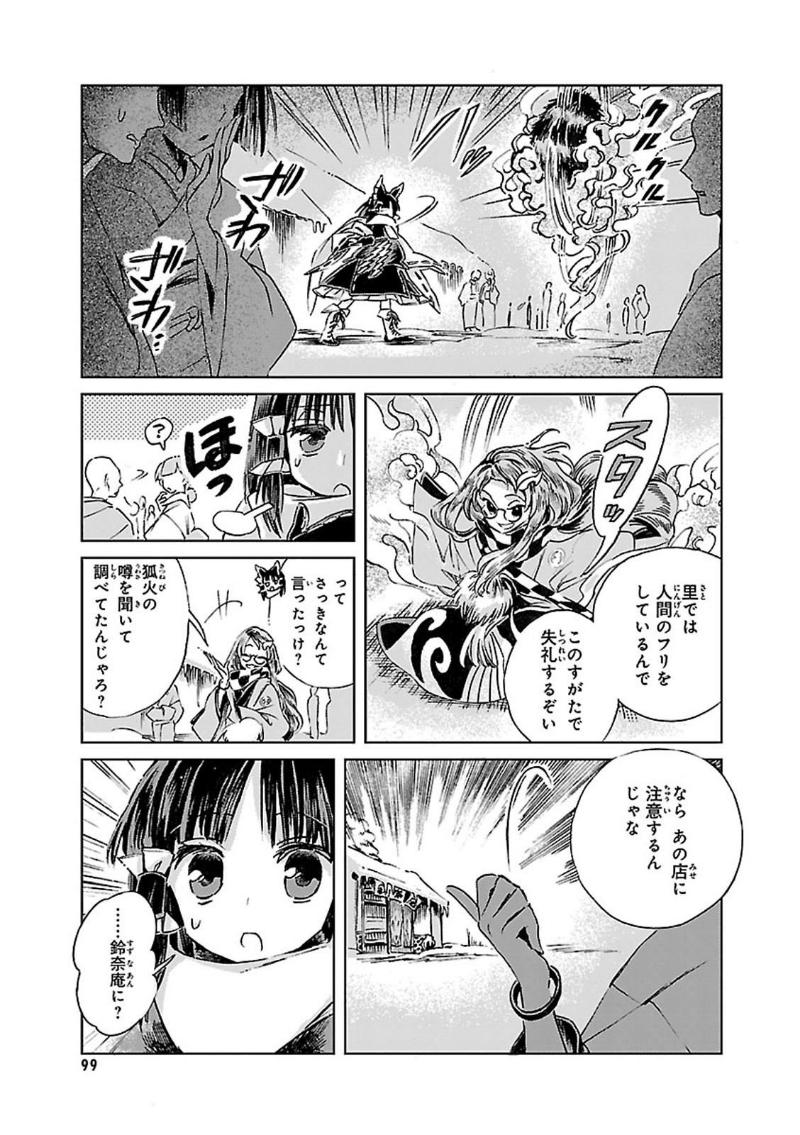 クルクル
ざわ
ざわ
スタッ
里では
人間のフリを
しているんで
このすがたで
失礼するぞい
ほっ
?
って
さっきなんて
言ったっけ?
狐火の
噂を聞いて
調べてたんじゃろ?
なら あの店に
注意するん
じゃな
……
鈴奈庵に?
99